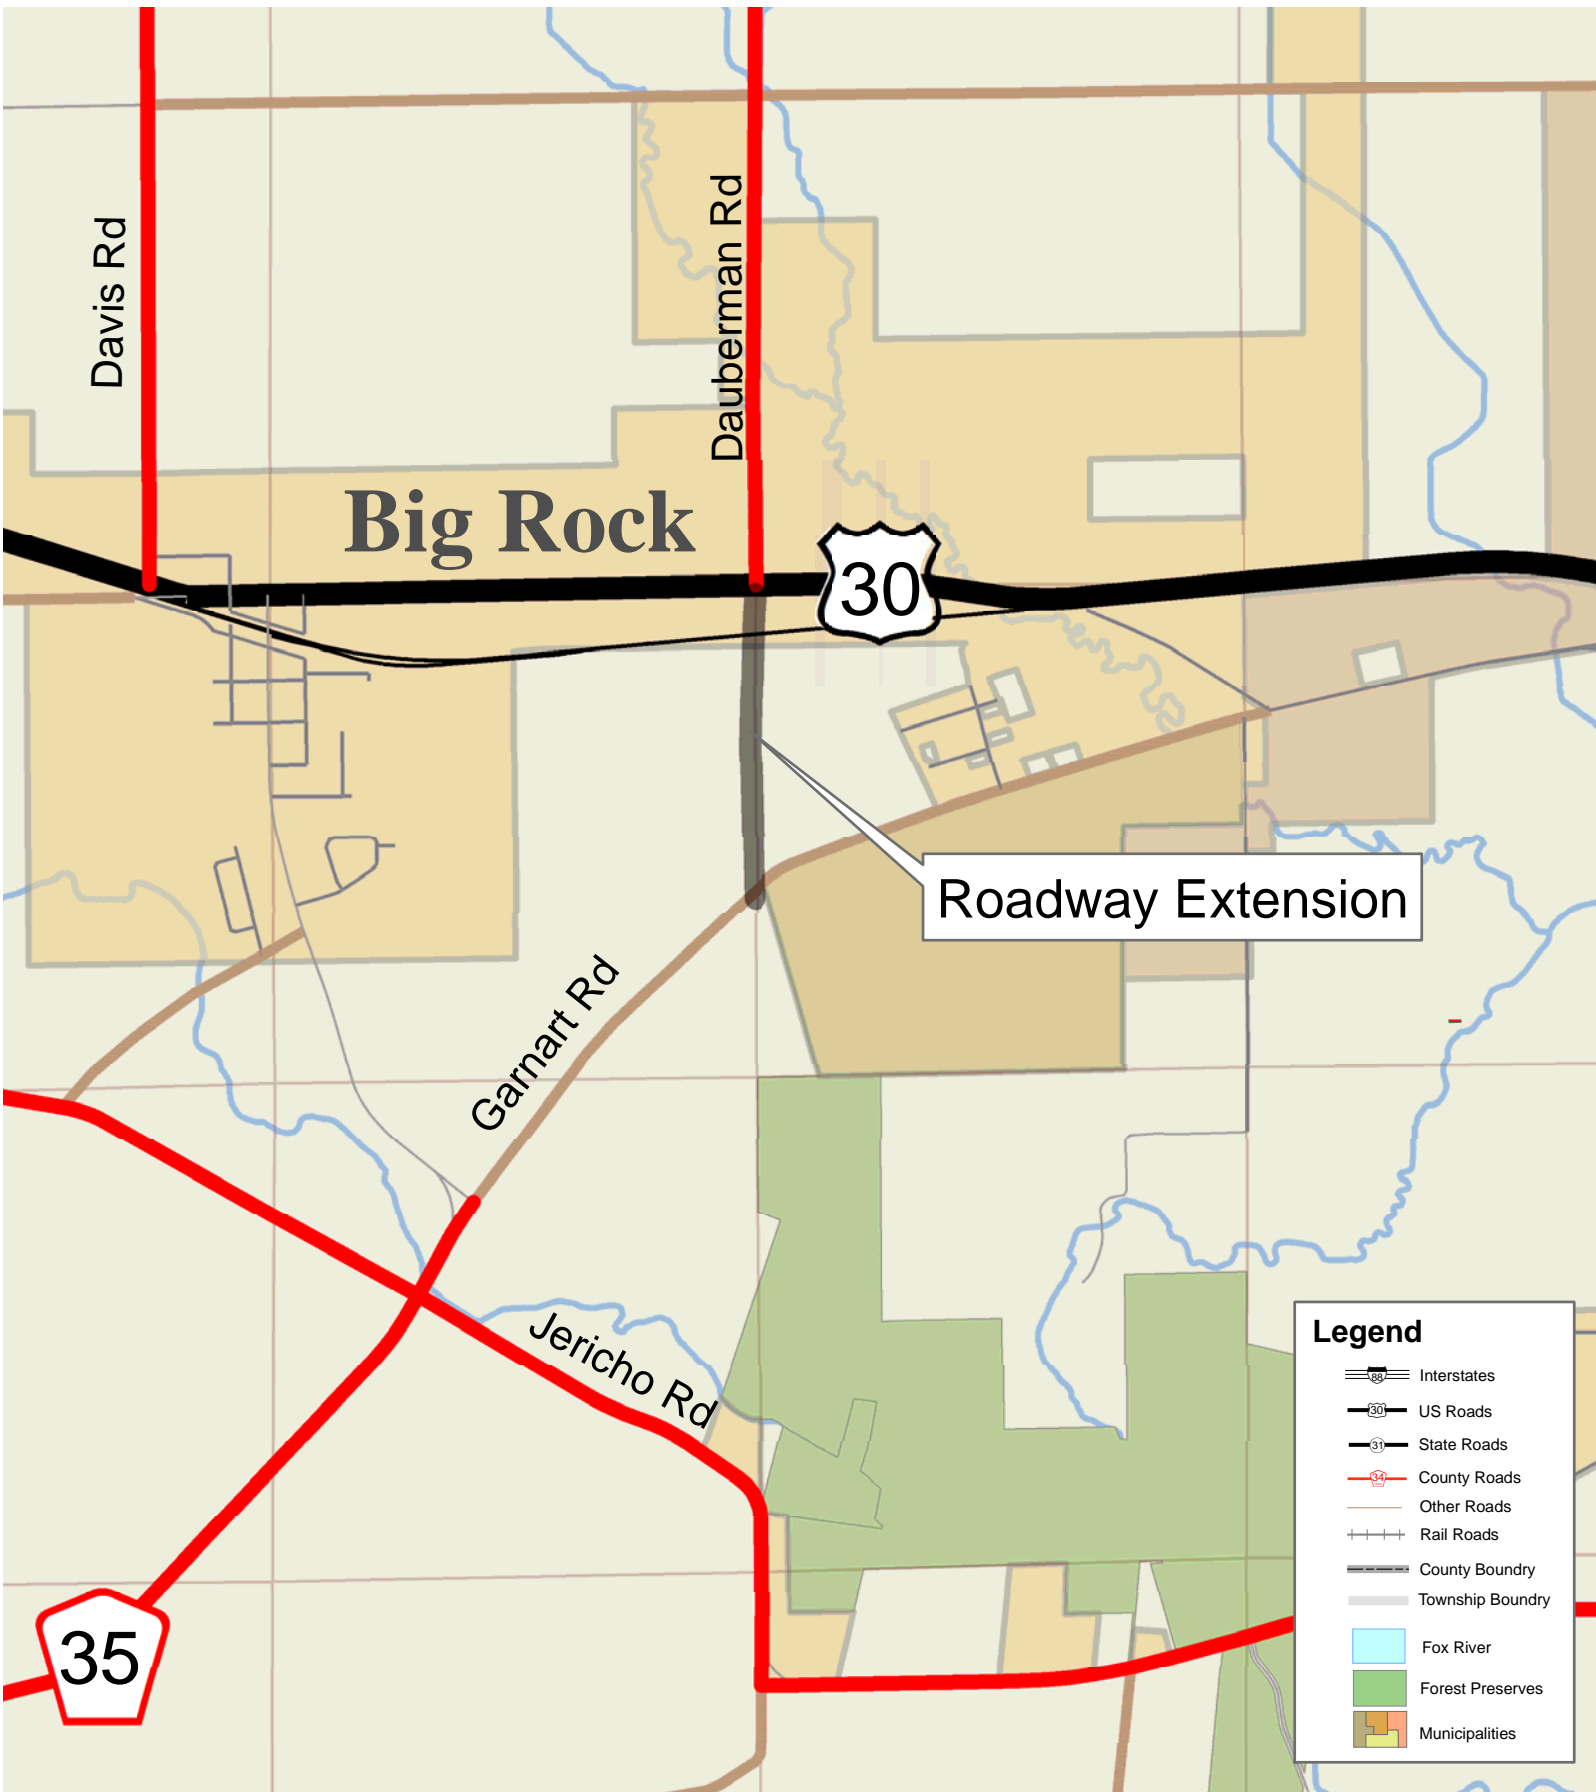 Davis Rd
Dauberman Rd
Big Rock
30
Roadway Extension
Garnart Rd
Jericho Rd
35
Legend
88 Interstates
30 US Roads
31 State Roads
34 County Roads
Other Roads
Rail Roads
County Boundry
Township Boundry
Fox River
Forest Preserves
Municipalities